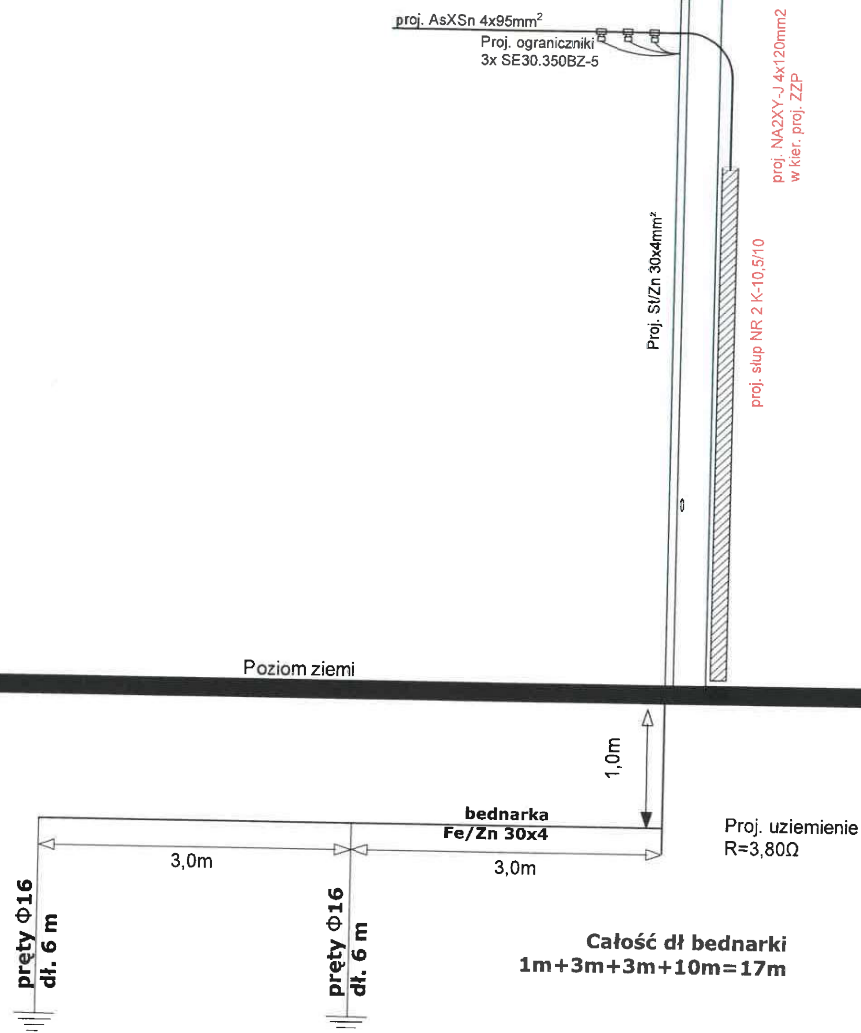 proj. AsXSn 4x95mm²
Proj. ograniczniki
3x SE30.350BZ-5
proj. NA2XY-J 4x120mm2
w kier. proj. ZZP
Proj. St/Zn 30x4mm²
proj. słup NR 2 K-10,5/10
Poziom ziemi
1,0m
bednarka
Fe/Zn 30x4
3,0m
3,0m
Proj. uziemienie
R=3,80Ω
pręty Φ16
dł. 6 m
pręty Φ16
dł. 6 m
Całość dł bednarki
1m+3m+3m+10m=17m